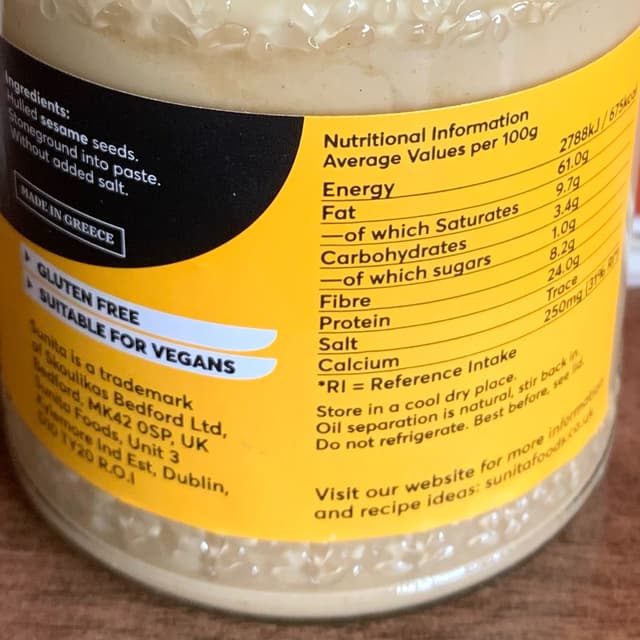 Ingredients:
Hulled sesame seeds.
Stoneground into paste.
Without added salt.
MADE IN GREECE
GLUTEN FREE
SUITABLE FOR VEGANS
Sunita is a trademark
of Skoulikas Bedford Ltd,
Bedford, MK42 0SP, UK
Sunita Foods, Unit 3
Kylemore Ind Est, Dublin,
D10 TY20 R.O.I
Nutritional Information
Average Values per 100g
Energy 2788kJ / 675kcal
Fat 61.0g
—of which Saturates 9.7g
Carbohydrates 3.4g
—of which sugars 1.0g
Fibre 8.2g
Protein 24.0g
Salt Trace
Calcium 250mg (31% RI*)
*RI = Reference Intake
Store in a cool dry place.
Oil separation is natural, stir back in.
Do not refrigerate. Best before, see lid.
Visit our website for more information
and recipe ideas: sunitafoods.co.uk